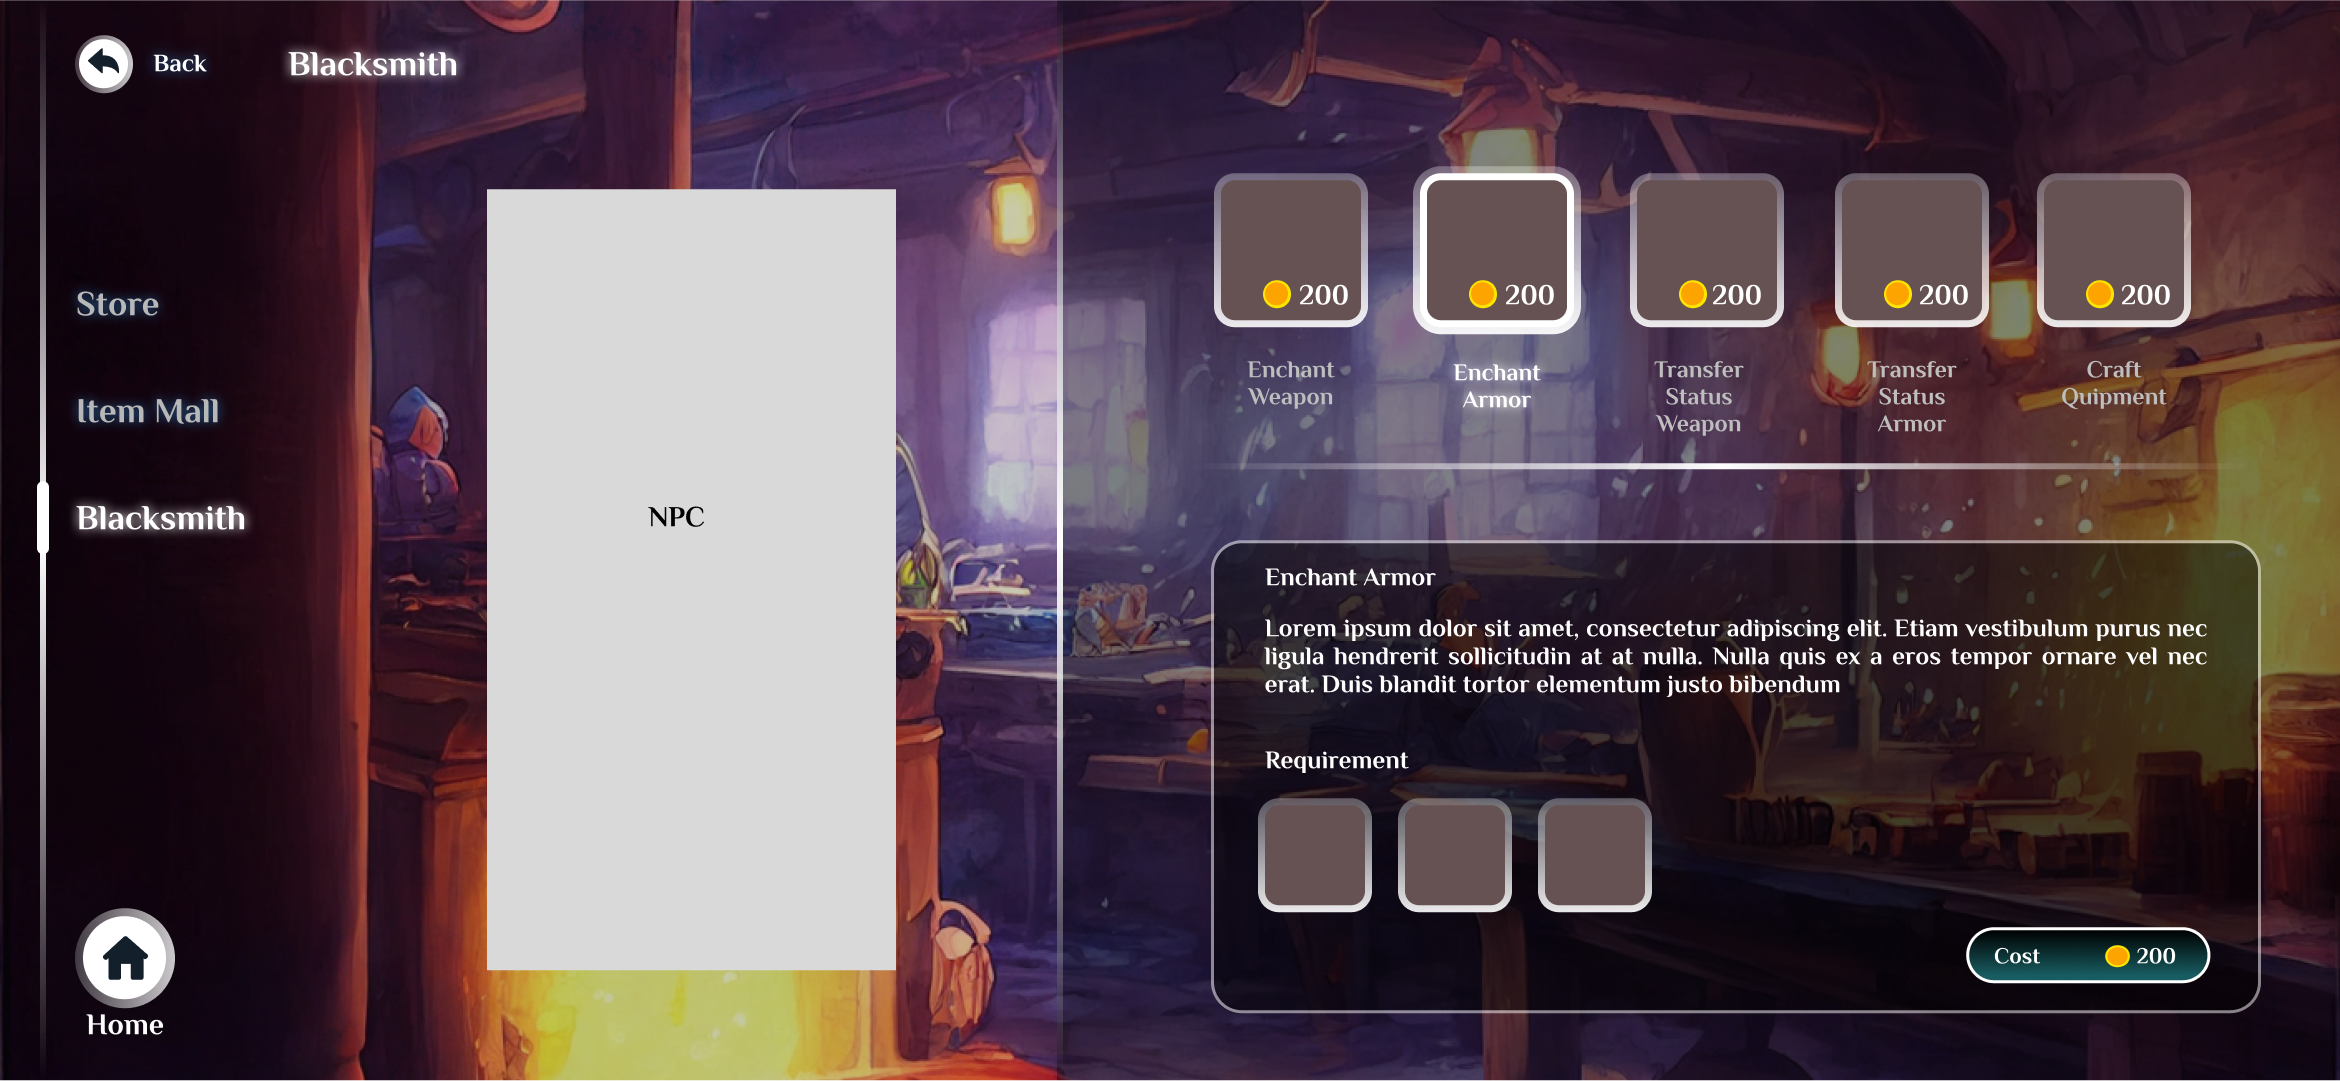 Back
Blacksmith
Store
Item Mall
Blacksmith
Home
NPC
200
200
200
200
200
Enchant
Weapon
Enchant
Armor
Transfer
Status
Weapon
Transfer
Status
Armor
Craft
Quipment
Enchant Armor
Lorem ipsum dolor sit amet, consectetur adipiscing elit. Etiam vestibulum purus nec
ligula hendrerit sollicitudin at at nulla. Nulla quis ex a eros tempor ornare vel nec
erat. Duis blandit tortor elementum justo bibendum
Requirement
Cost 200